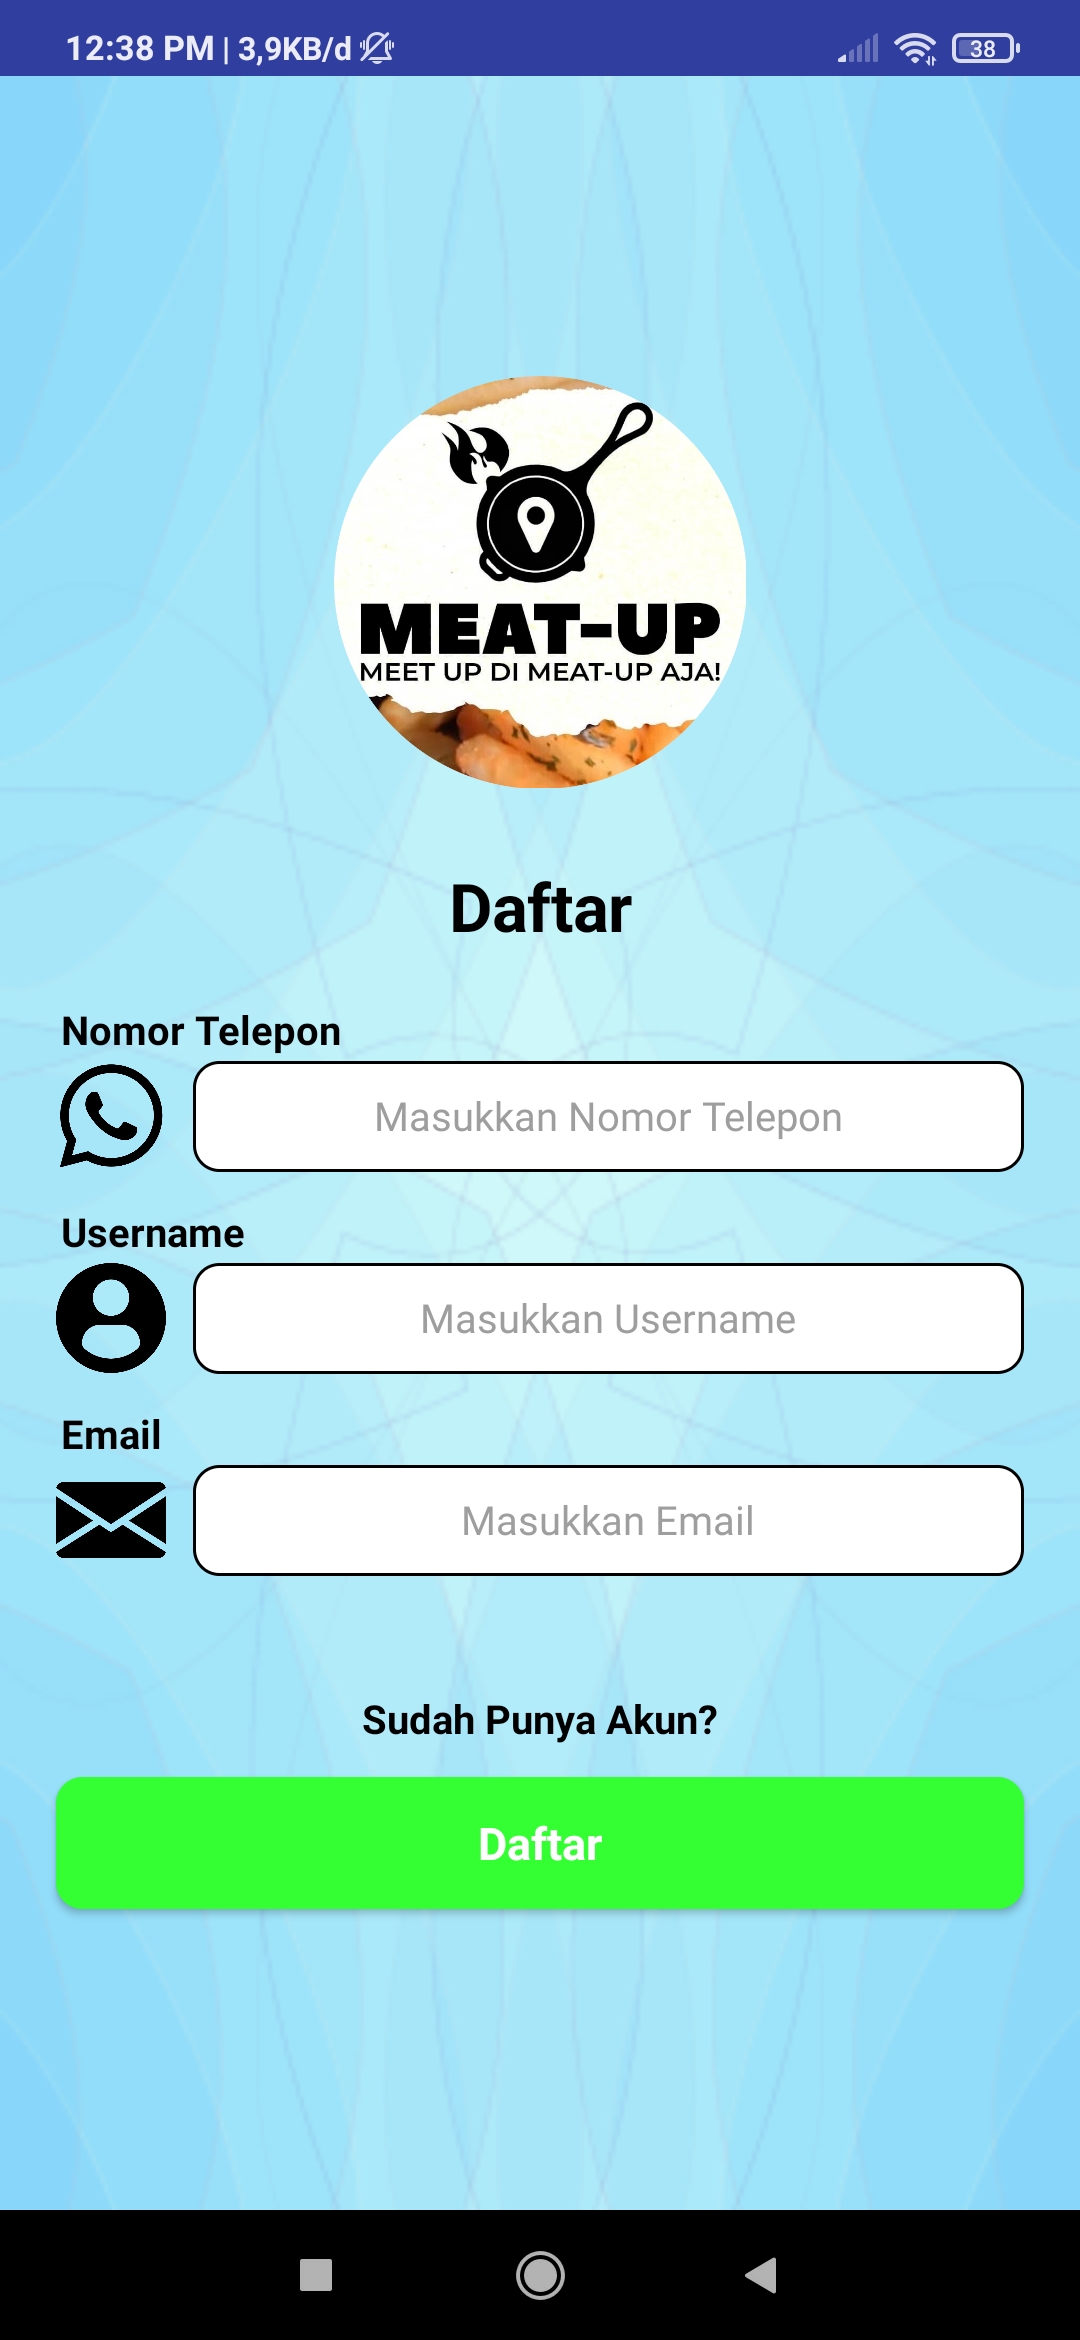 12:38 PM | 3,9KB/d
38
MEAT-UP
MEET UP DI MEAT-UP AJA!
Daftar
Nomor Telepon
Masukkan Nomor Telepon
Username
Masukkan Username
Email
Masukkan Email
Sudah Punya Akun?
Daftar